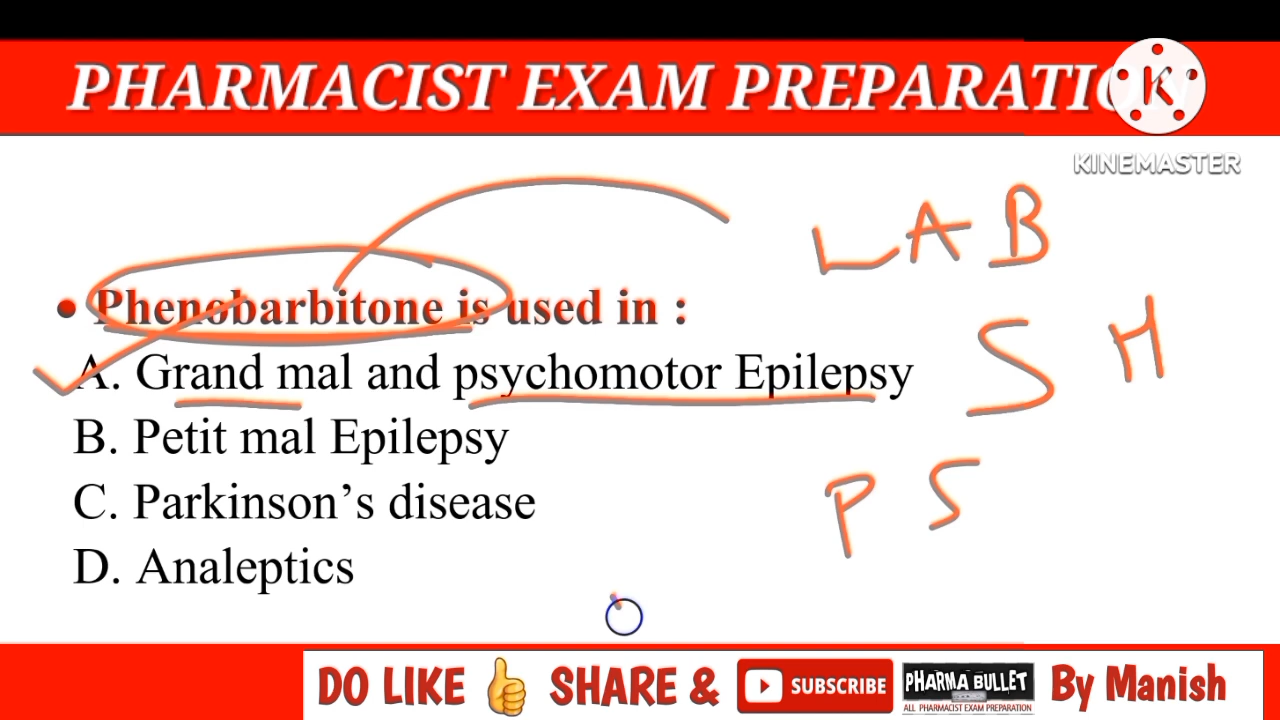 PHARMACIST EXAM PREPARATION
K
KINEMASTER
LAB
• Phenobarbitone is used in :
S H
A. Grand mal and psychomotor Epilepsy
B. Petit mal Epilepsy
P S
C. Parkinson’s disease
D. Analeptics
DO LIKE SHARE & SUBSCRIBE PHARMA BULLET By Manish
ALL PHARMACIST EXAM PREPARATION